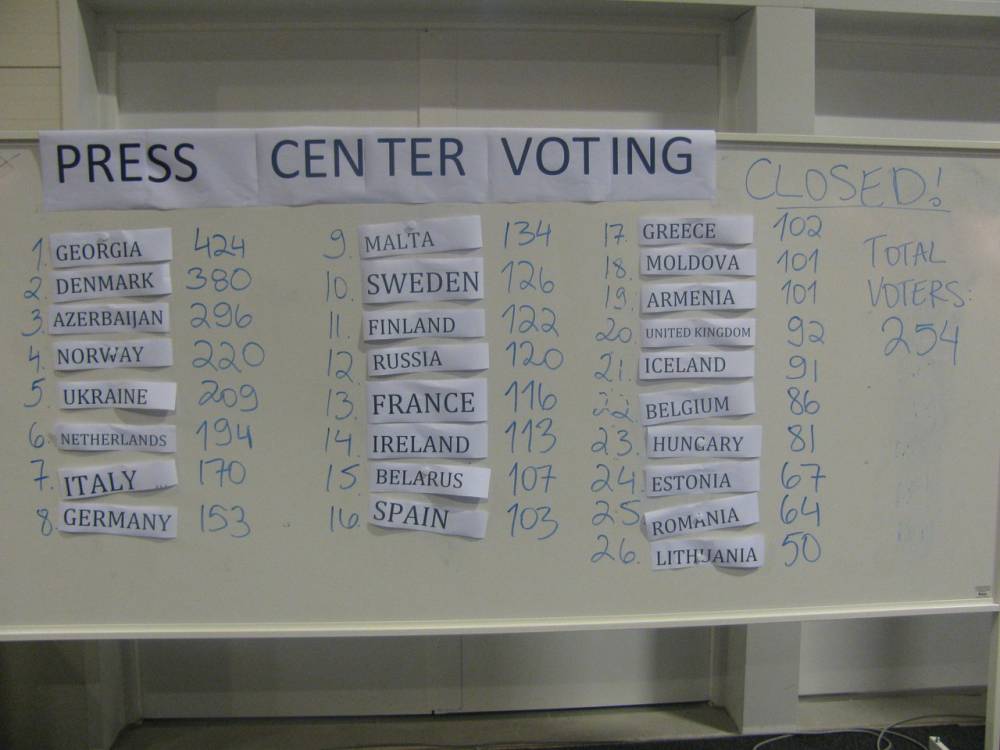 PRESS CENTER VOTING
CLOSED!
1. GEORGIA 424
2. DENMARK 380
3. AZERBAIJAN 296
4. NORWAY 220
5. UKRAINE 209
6. NETHERLANDS 194
7. ITALY 170
8. GERMANY 153
9. MALTA 134
10. SWEDEN 126
11. FINLAND 122
12. RUSSIA 120
13. FRANCE 116
14 IRELAND 113
15 BELARUS 107
16. SPAIN 103
17. GREECE 102
18. MOLDOVA 101
19. ARMENIA 101
20. UNITED KINGDOM 92
21. ICELAND 91
22. BELGIUM 86
23. HUNGARY 81
24. ESTONIA 67
25. ROMANIA 64
26. LITHUANIA 50
TOTAL
VOTERS:
254